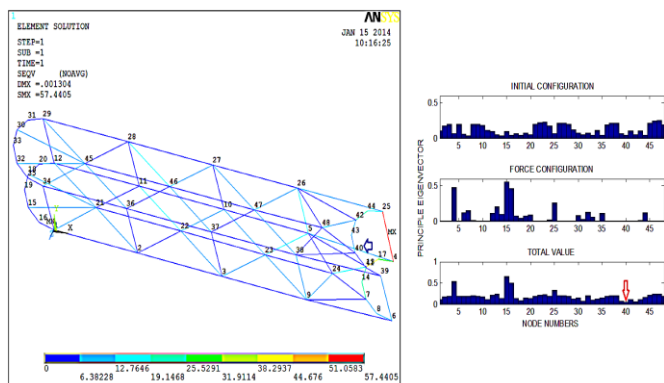 1
ELEMENT SOLUTION
ANSYS
JAN 15 2014
10:16:25
STEP=1
SUB =1
TIME=1
SEQV (NOAVG)
DMX =.001304
SMX =57.4405
31 29
30
28
33
27
32 20 12 45
26
19 34
11 46
44 25
15
10 47
42
16
21 36
5 48
43
X
22 37
MX
2
23 38
40 17 4
3
24
39
14
9
7
8
6
0 12.7646 25.5291 38.2937 51.0583
6.38228 19.1468 31.9114 44.676 57.4405
INITIAL CONFIGURATION
0.5
0
5 10 15 20 25 30 35 40 45
FORCE CONFIGURATION
0.5
0
5 10 15 20 25 30 35 40 45
TOTAL VALUE
1
0.5
0
5 10 15 20 25 30 35 40 45
NODE NUMBERS
PRINCIPLE EIGENVECTOR